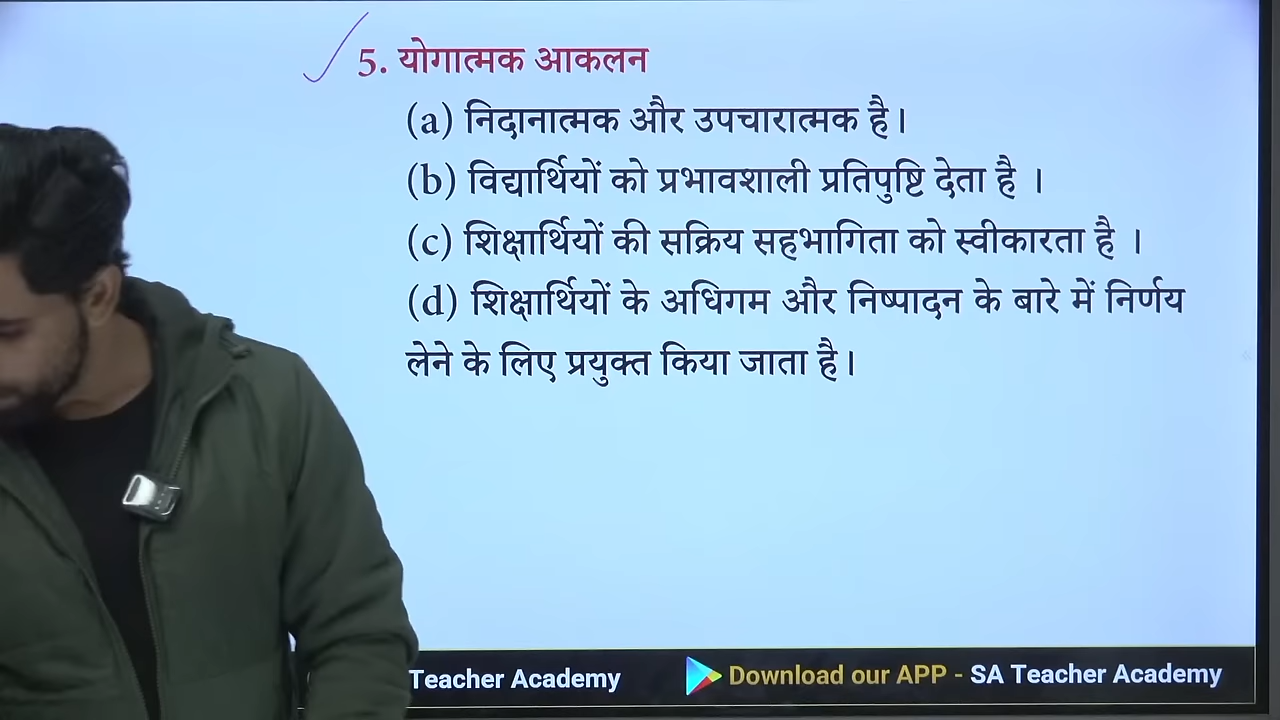 5. योगात्मक आकलन
(a) निदानात्मक और उपचारात्मक है।
(b) विद्यार्थियों को प्रभावशाली प्रतिपुष्टि देता है ।
(c) शिक्षार्थियों की सक्रिय सहभागिता को स्वीकारता है ।
(d) शिक्षार्थियों के अधिगम और निष्पादन के बारे में निर्णय
लेने के लिए प्रयुक्त किया जाता है।
Teacher Academy Download our APP - SA Teacher Academy